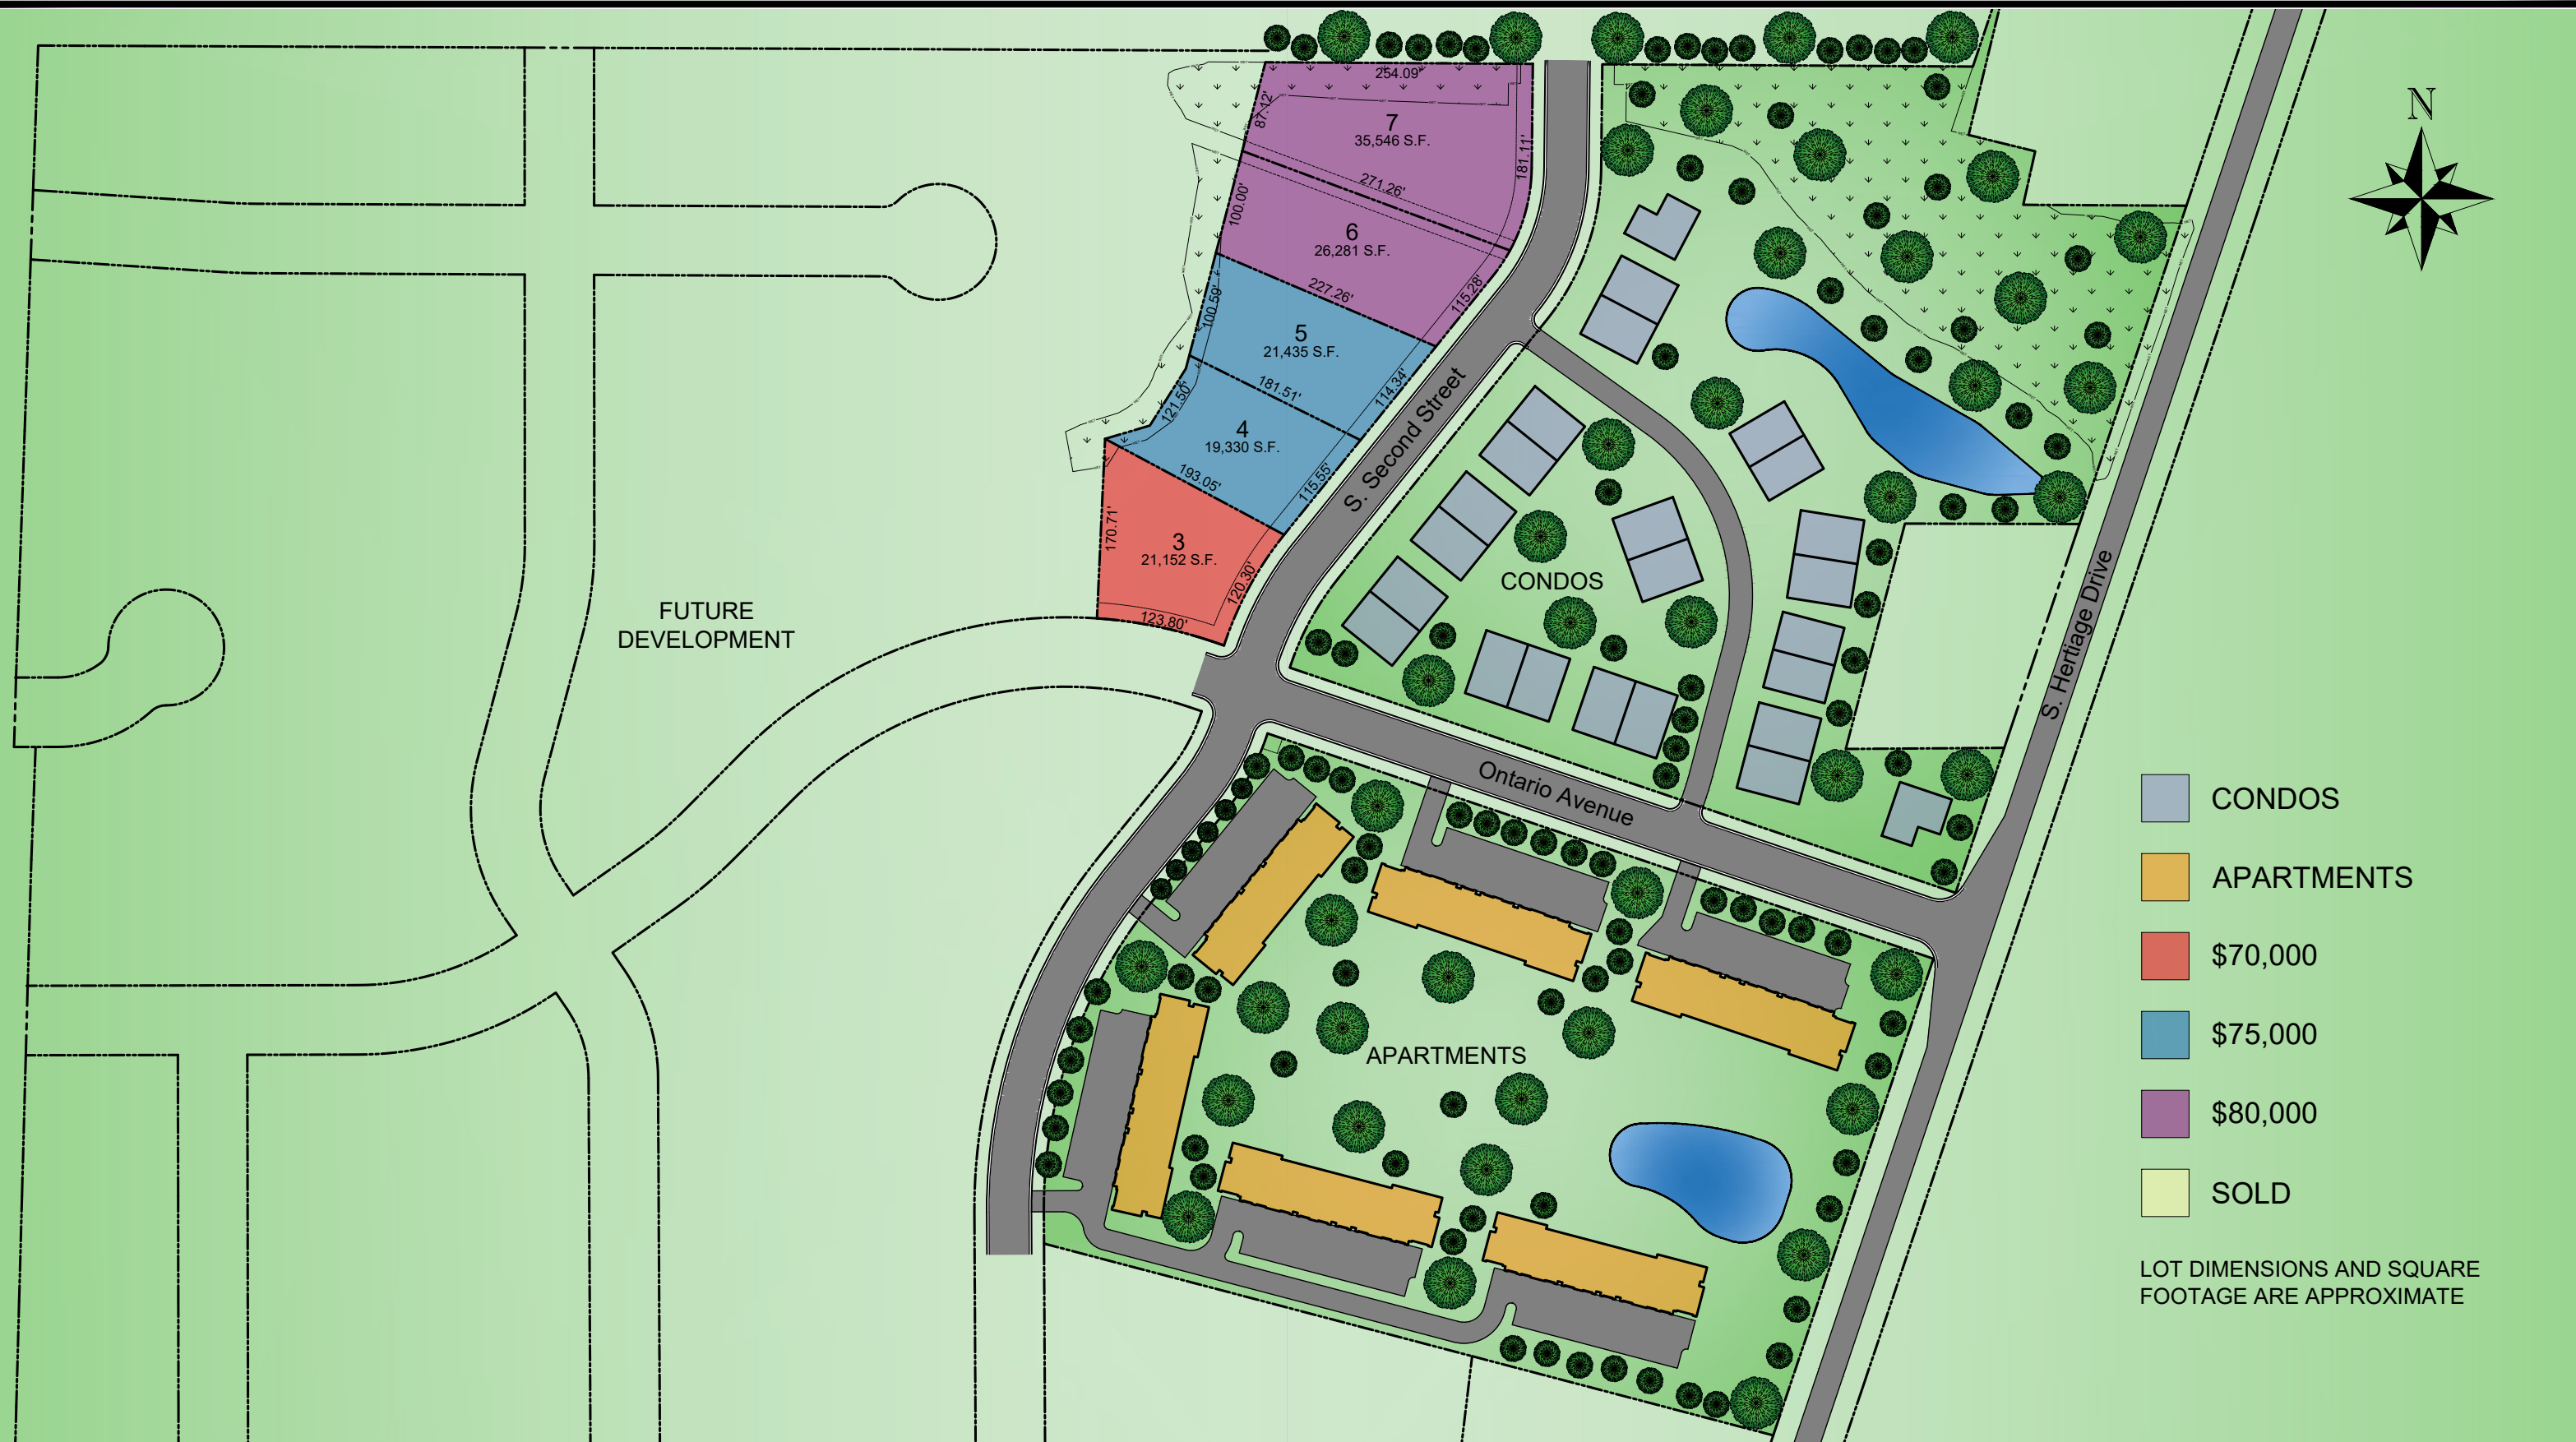 254.09'
87.12'
7
35,546 S.F.
181.11'
271.26'
100.00'
6
26,281 S.F.
227.26'
115.28'
100.59'
5
21,435 S.F.
181.51'
114.34'
121.50'
4
19,330 S.F.
193.05'
115.55'
170.71'
3
21,152 S.F.
120.30'
123.80'
S. Second Street
CONDOS
FUTURE
DEVELOPMENT
S. Hertiage Drive
Ontario Avenue
APARTMENTS
N
CONDOS
APARTMENTS
$70,000
$75,000
$80,000
SOLD
LOT DIMENSIONS AND SQUARE
FOOTAGE ARE APPROXIMATE